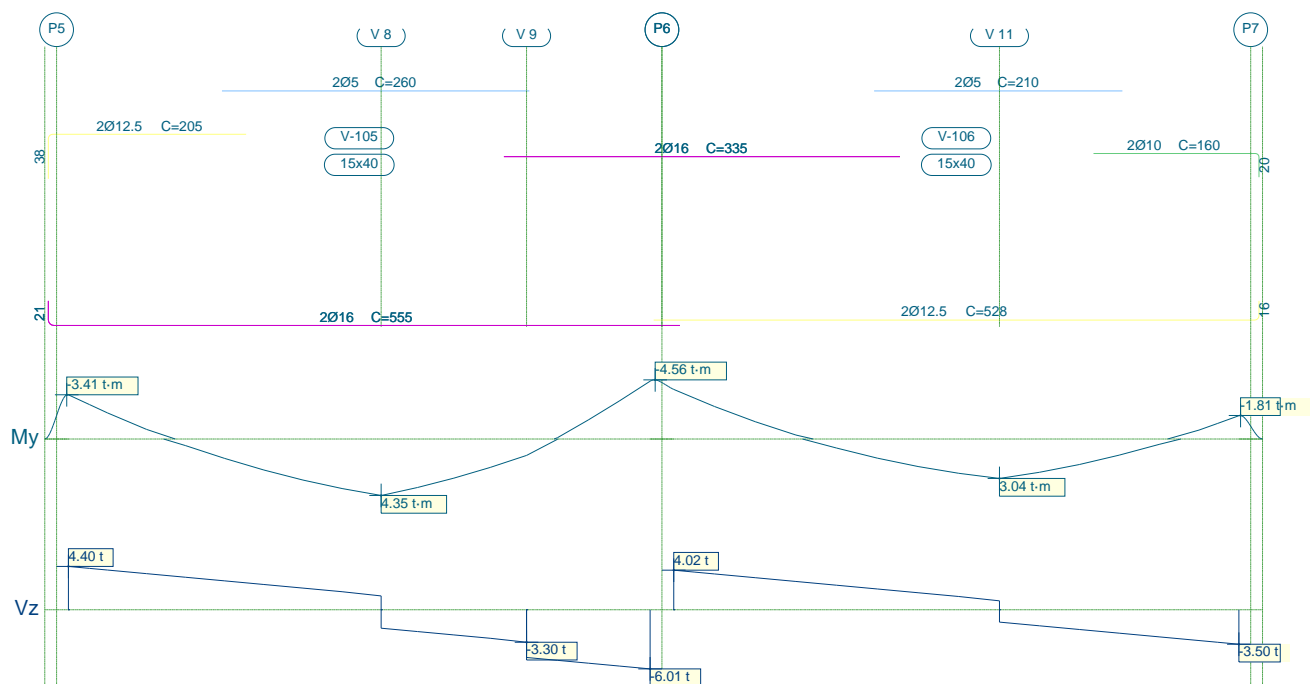 P5
V 8
V 9
P6
V 11
P7
2Ø5 C=260
2Ø5 C=210
2Ø12.5 C=205
V-105
2Ø16 C=335
V-106
2Ø10 C=160
38
15x40
15x40
20
21
2Ø16 C=555
2Ø12.5 C=528
16
-3.41 t·m
-4.56 t·m
-1.81 t·m
My
4.35 t·m
3.04 t·m
4.40 t
4.02 t
Vz
-3.30 t
-6.01 t
-3.50 t